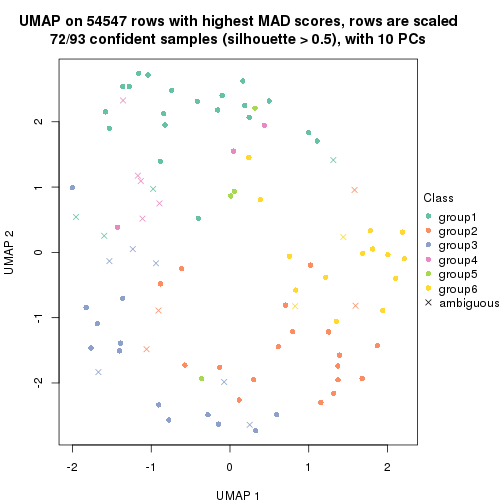 UMAP on 54547 rows with highest MAD scores, rows are scaled
72/93 confident samples (silhouette > 0.5), with 10 PCs
UMAP 2
2
1
0
-1
-2
-2
-1
0
1
2
UMAP 1
Class
group1
group2
group3
group4
group5
group6
ambiguous